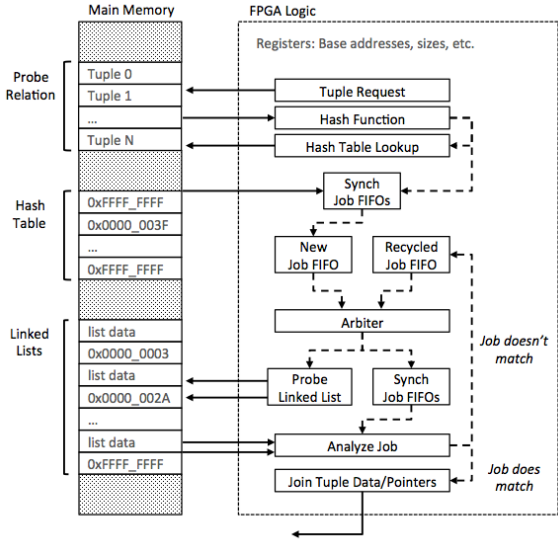 Main Memory
FPGA Logic
Registers: Base addresses, sizes, etc.
Probe
Relation
Tuple 0
Tuple 1
...
Tuple N
Tuple Request
Hash Function
Hash Table Lookup
Hash
Table
0xFFFF_FFFF
0x0000_003F
...
0xFFFF_FFFF
Synch
Job FIFOs
New
Job FIFO
Recycled
Job FIFO
Linked
Lists
list data
0x0000_0003
list data
0x0000_002A
...
list data
0xFFFF_FFFF
Arbiter
Job doesn't
match
Probe
Linked List
Synch
Job FIFOs
Analyze Job
Job does
match
Join Tuple Data/Pointers